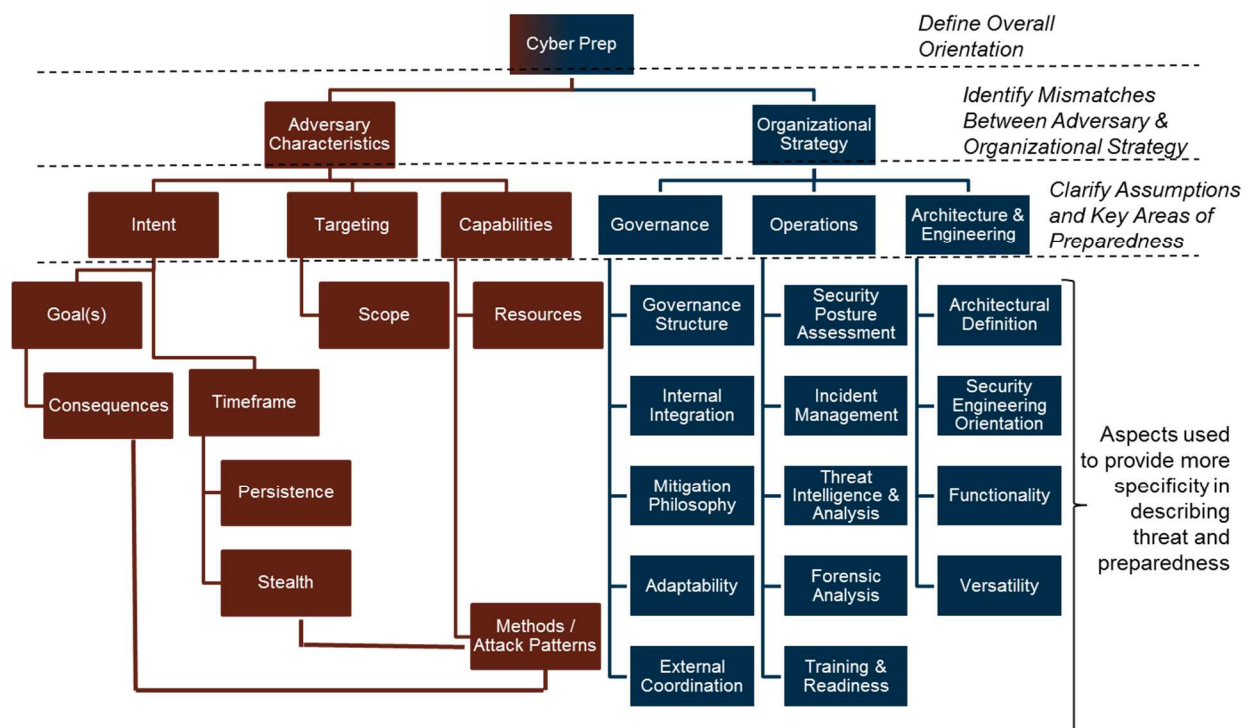 Cyber Prep
Define Overall
Orientation
Adversary
Characteristics
Organizational
Strategy
Identify Mismatches
Between Adversary &
Organizational Strategy
Intent
Targeting
Capabilities
Governance
Operations
Architecture &
Engineering
Clarify Assumptions
and Key Areas of
Preparedness
Goal(s)
Scope
Resources
Governance
Structure
Security
Posture
Assessment
Architectural
Definition
Consequences
Timeframe
Internal
Integration
Incident
Management
Security
Engineering
Orientation
Persistence
Mitigation
Philosophy
Threat
Intelligence &
Analysis
Functionality
Aspects used
to provide more
specificity in
describing
threat and
preparedness
Stealth
Adaptability
Forensic
Analysis
Versatility
Methods /
Attack Patterns
External
Coordination
Training &
Readiness